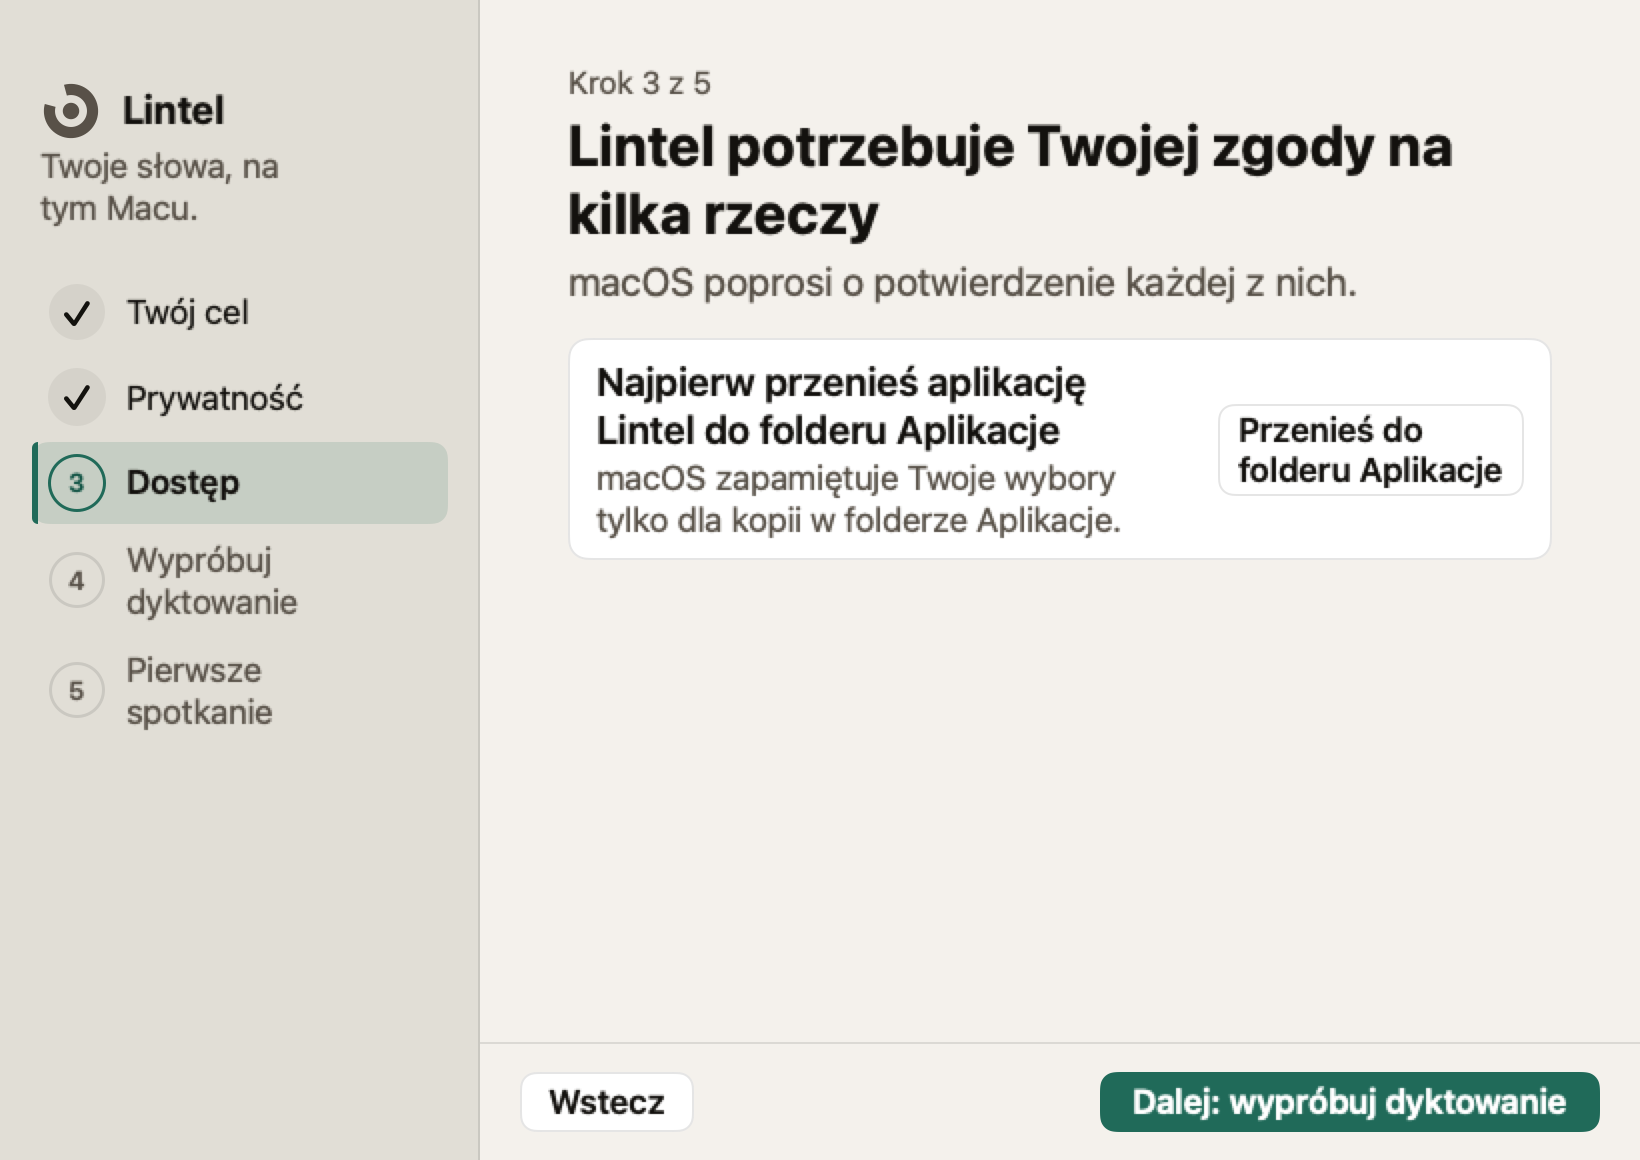 Lintel
Twoje słowa, na
tym Macu.
Twój cel
Prywatność
3
Dostęp
4
Wypróbuj
dyktowanie
5
Pierwsze
spotkanie
Krok 3 z 5
Lintel potrzebuje Twojej zgody na
kilka rzeczy
macOS poprosi o potwierdzenie każdej z nich.
Najpierw przenieś aplikację
Lintel do folderu Aplikacje
macOS zapamiętuje Twoje wybory
tylko dla kopii w folderze Aplikacje.
Przenieś do
folderu Aplikacje
Wstecz
Dalej: wypróbuj dyktowanie